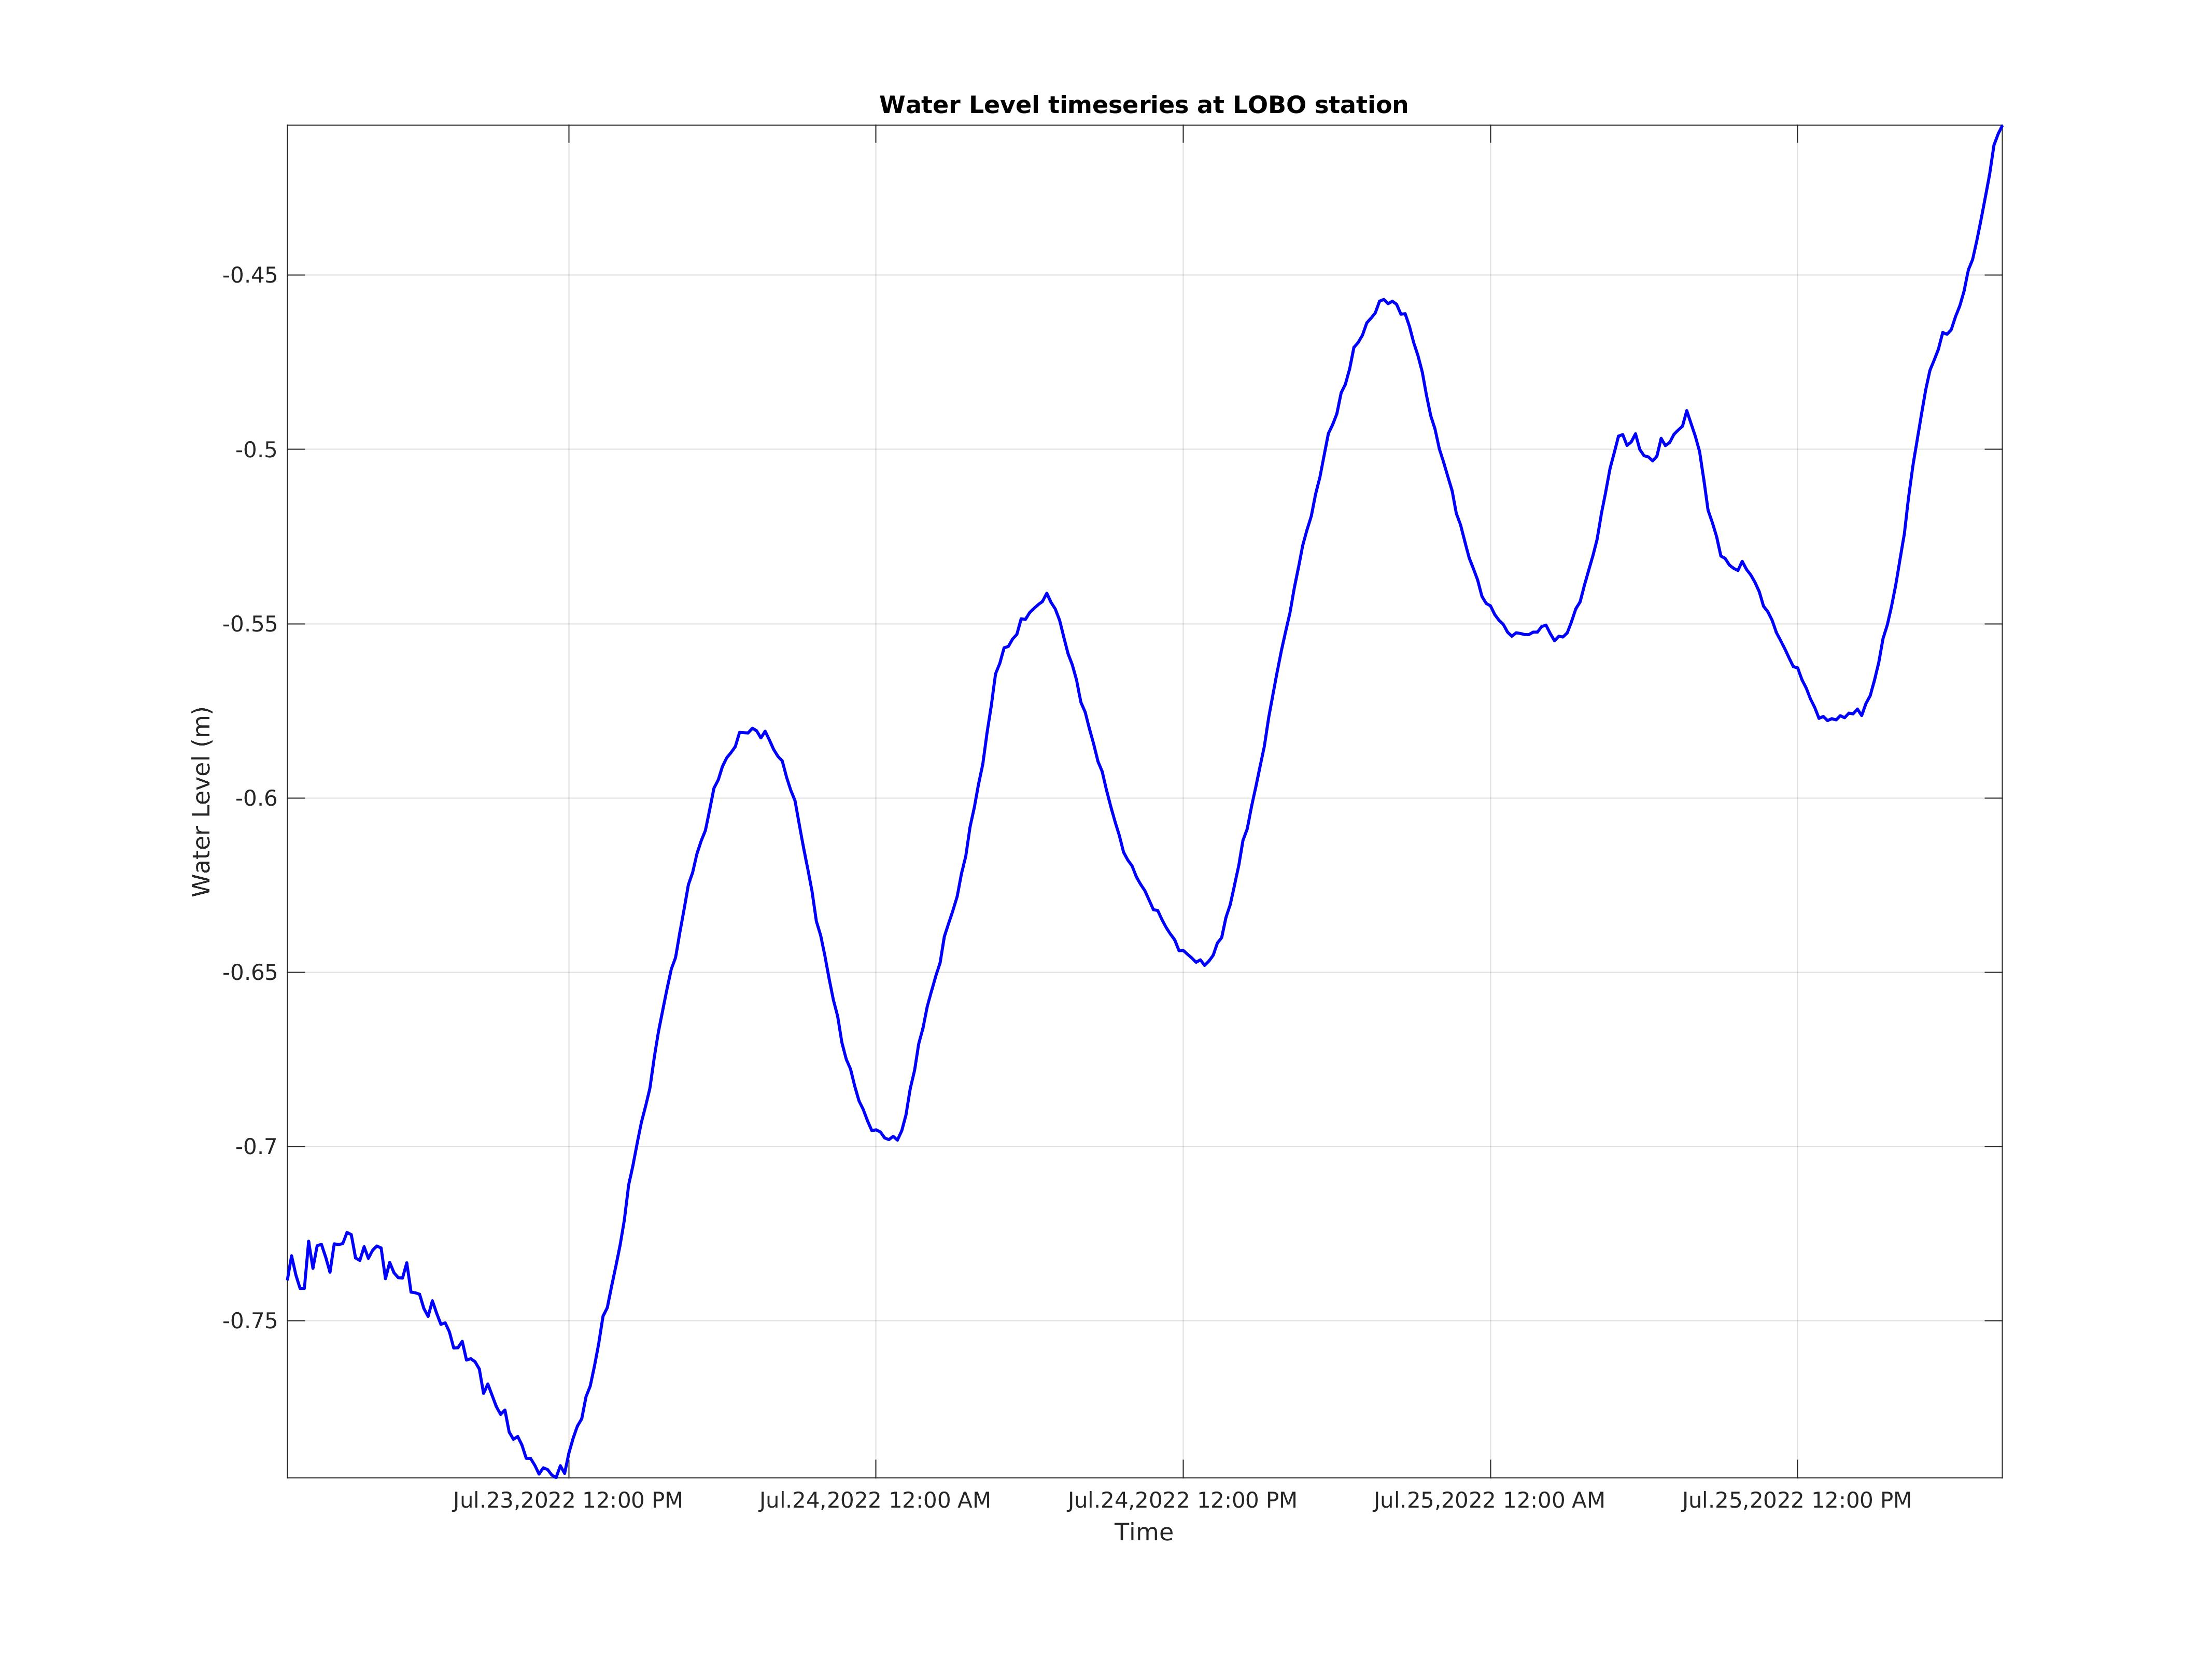 Water Level timeseries at LOBO station
-0.45
-0.5
-0.55
-0.6
-0.65
-0.7
-0.75
Water Level (m)
Jul.23,2022 12:00 PM
Jul.24,2022 12:00 AM
Jul.24,2022 12:00 PM
Jul.25,2022 12:00 AM
Jul.25,2022 12:00 PM
Time